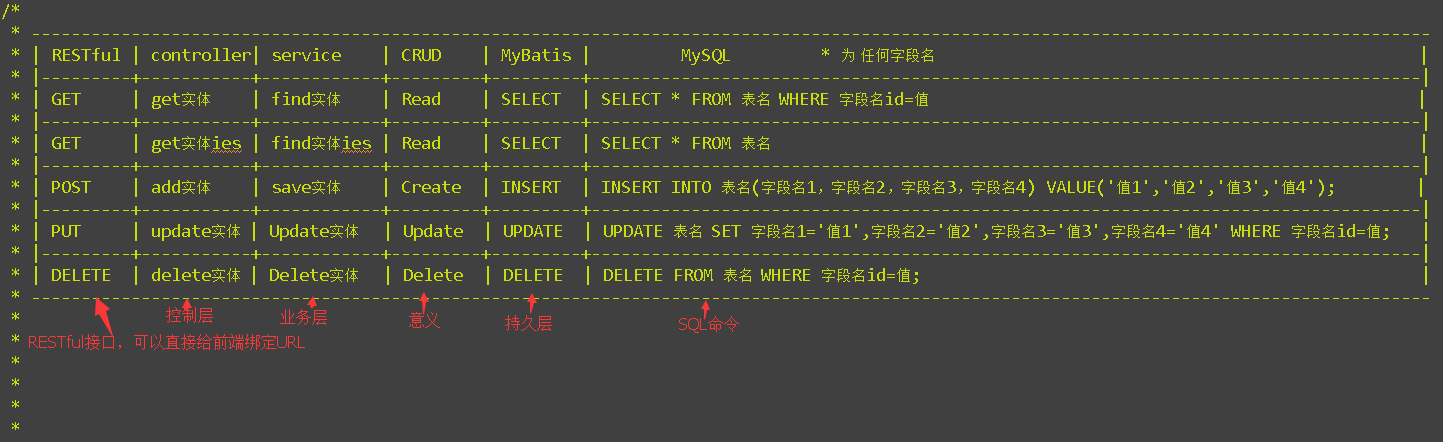 /*
* --------------------------------------------------------------------------------------------------------------------------------------------
* | RESTful | controller| service | CRUD | MyBatis | MySQL * 为 任何字段名 |
* |---------+-----------+------------+---------+---------+-----------------------------------------------------------------------------------|
* | GET | get实体 | find实体 | Read | SELECT | SELECT * FROM 表名 WHERE 字段名id=值 |
* |---------+-----------+------------+---------+---------+-----------------------------------------------------------------------------------|
* | GET | get实体ies | find实体ies | Read | SELECT | SELECT * FROM 表名 |
* |---------+-----------+------------+---------+---------+-----------------------------------------------------------------------------------|
* | POST | add实体 | save实体 | Create | INSERT | INSERT INTO 表名(字段名1，字段名2，字段名3，字段名4) VALUE('值1','值2','值3','值4'); |
* |---------+-----------+------------+---------+---------+-----------------------------------------------------------------------------------|
* | PUT | update实体 | Update实体 | Update | UPDATE | UPDATE 表名 SET 字段名1='值1',字段名2='值2',字段名3='值3',字段名4='值4' WHERE 字段名id=值; |
* |---------+-----------+------------+---------+---------+-----------------------------------------------------------------------------------|
* | DELETE | delete实体 | Delete实体 | Delete | DELETE | DELETE FROM 表名 WHERE 字段名id=值; |
* --------------------------------------------------------------------------------------------------------------------------------------------
* 控制层 业务层 意义 持久层 SQL命令
* RESTful接口，可以直接给前端绑定URL
*
*
*
*